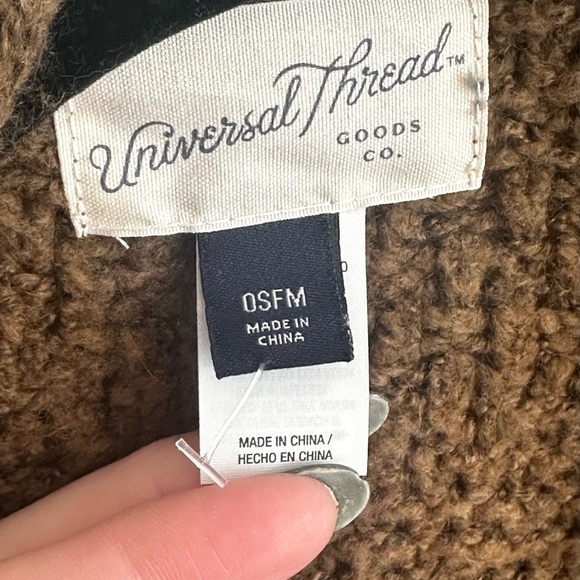 Universal Thread™
GOODS
CO.
OSFM
MADE IN
CHINA
MADE IN CHINA/
HECHO EN CHINA